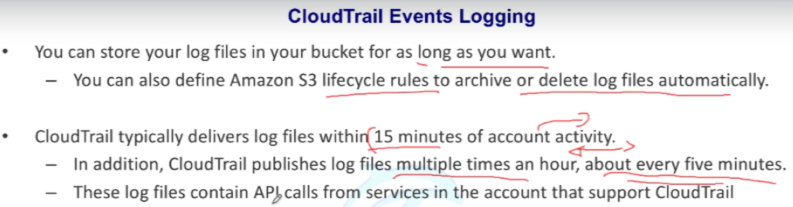 CloudTrail Events Logging
• You can store your log files in your bucket for as long as you want.
– You can also define Amazon S3 lifecycle rules to archive or delete log files automatically.
• CloudTrail typically delivers log files within 15 minutes of account activity.
– In addition, CloudTrail publishes log files multiple times an hour, about every five minutes.
– These log files contain API calls from services in the account that support CloudTrail